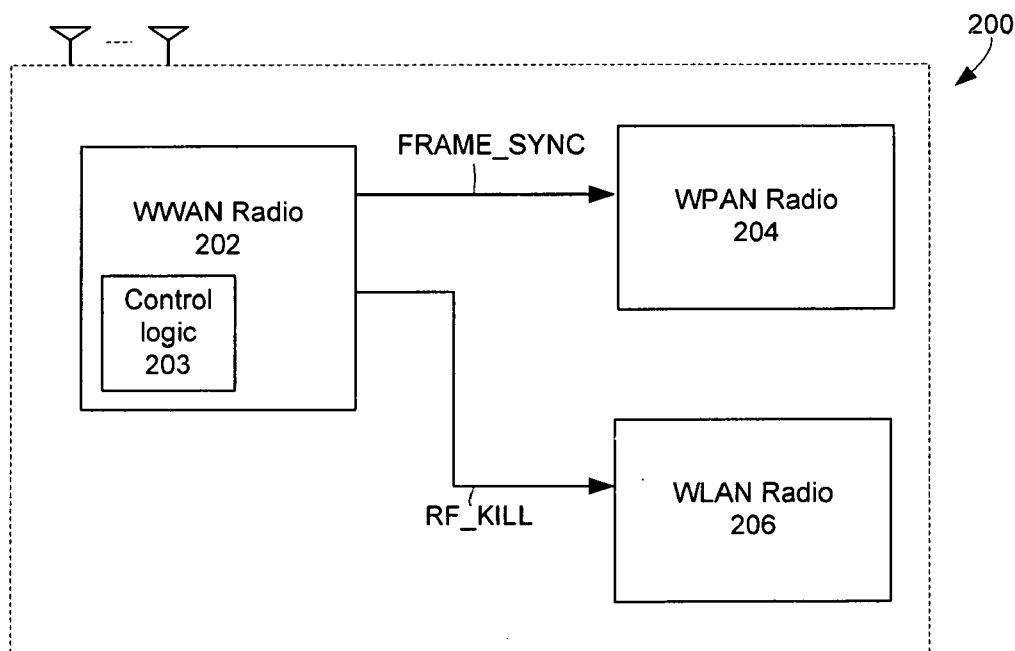 200
FRAME_SYNC
WWAN Radio
202
Control
logic
203
WPAN Radio
204
RF_KILL
WLAN Radio
206